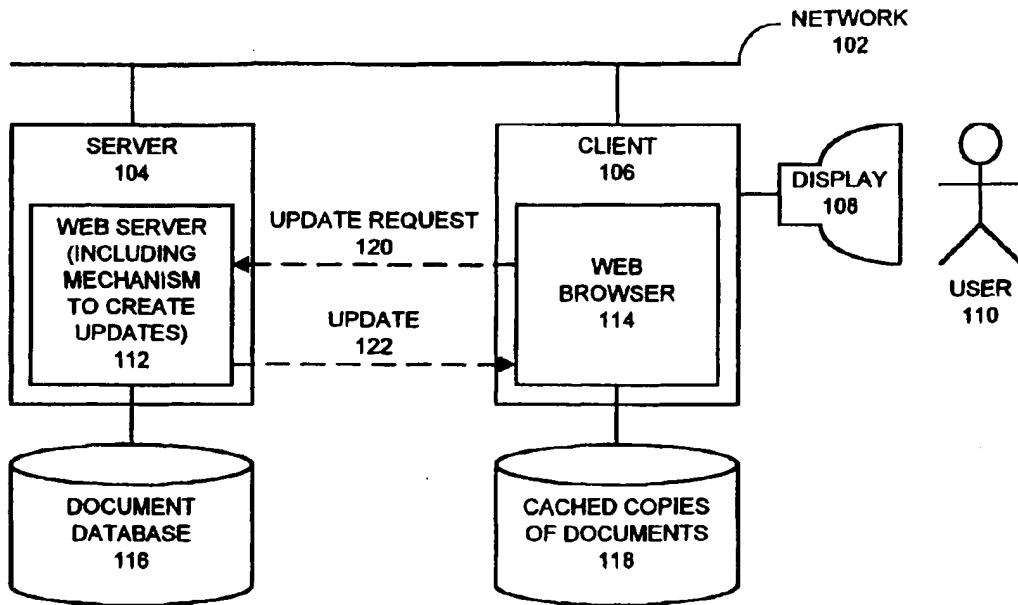 NETWORK
102
SERVER
104
CLIENT
106
DISPLAY
108
USER
110
WEB SERVER
(INCLUDING
MECHANISM
TO CREATE
UPDATES)
112
UPDATE REQUEST
120
UPDATE
122
WEB
BROWSER
114
DOCUMENT
DATABASE
116
CACHED COPIES
OF DOCUMENTS
118